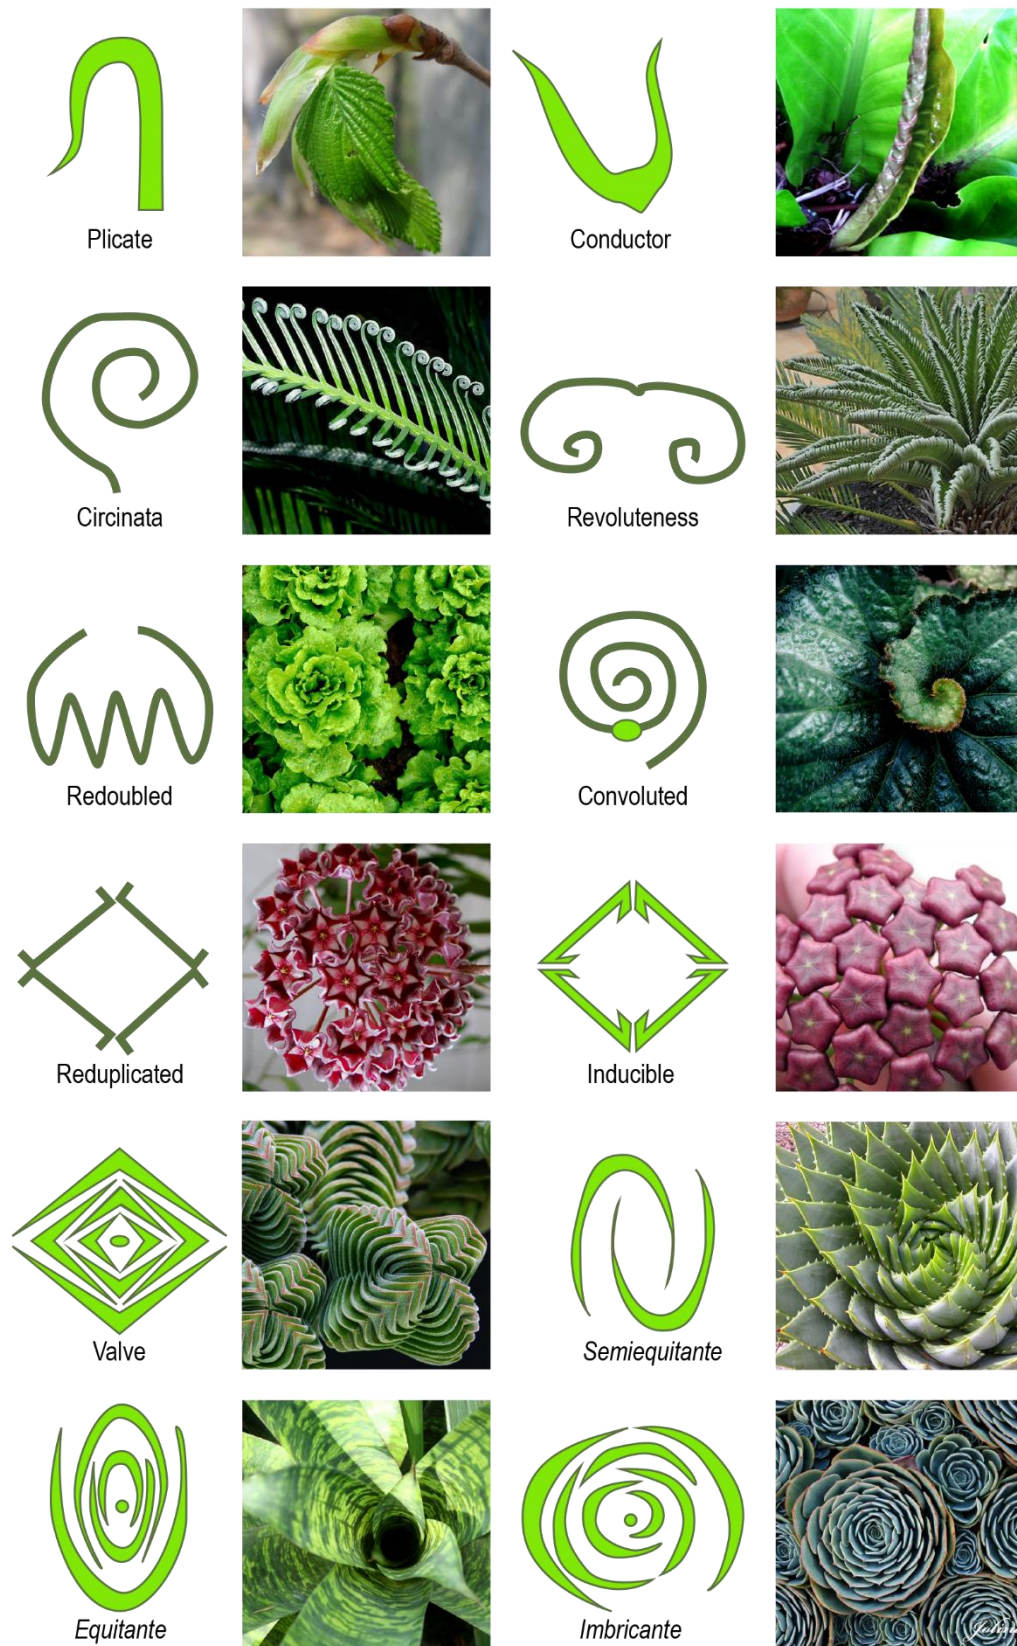 Plicate
Conductor
Circinata
Revoluteness
Redoubled
Convoluted
Reduplicated
Inducible
Valve
Semiequitante
Equitante
Imbricante